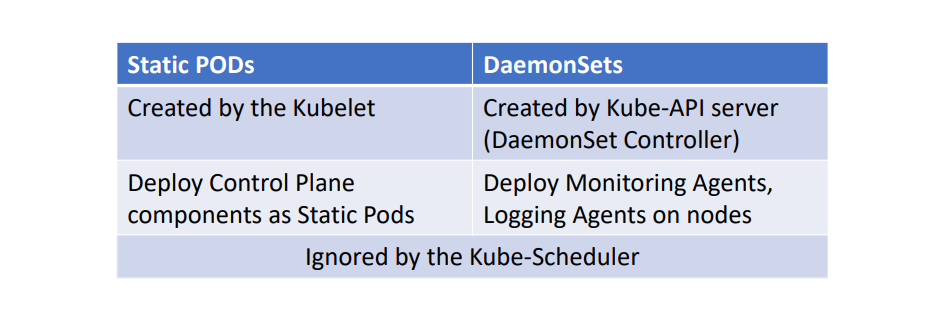 Static PODs
DaemonSets
Created by the Kubelet
Created by Kube-API server
(DaemonSet Controller)
Deploy Control Plane
components as Static Pods
Deploy Monitoring Agents,
Logging Agents on nodes
Ignored by the Kube-Scheduler